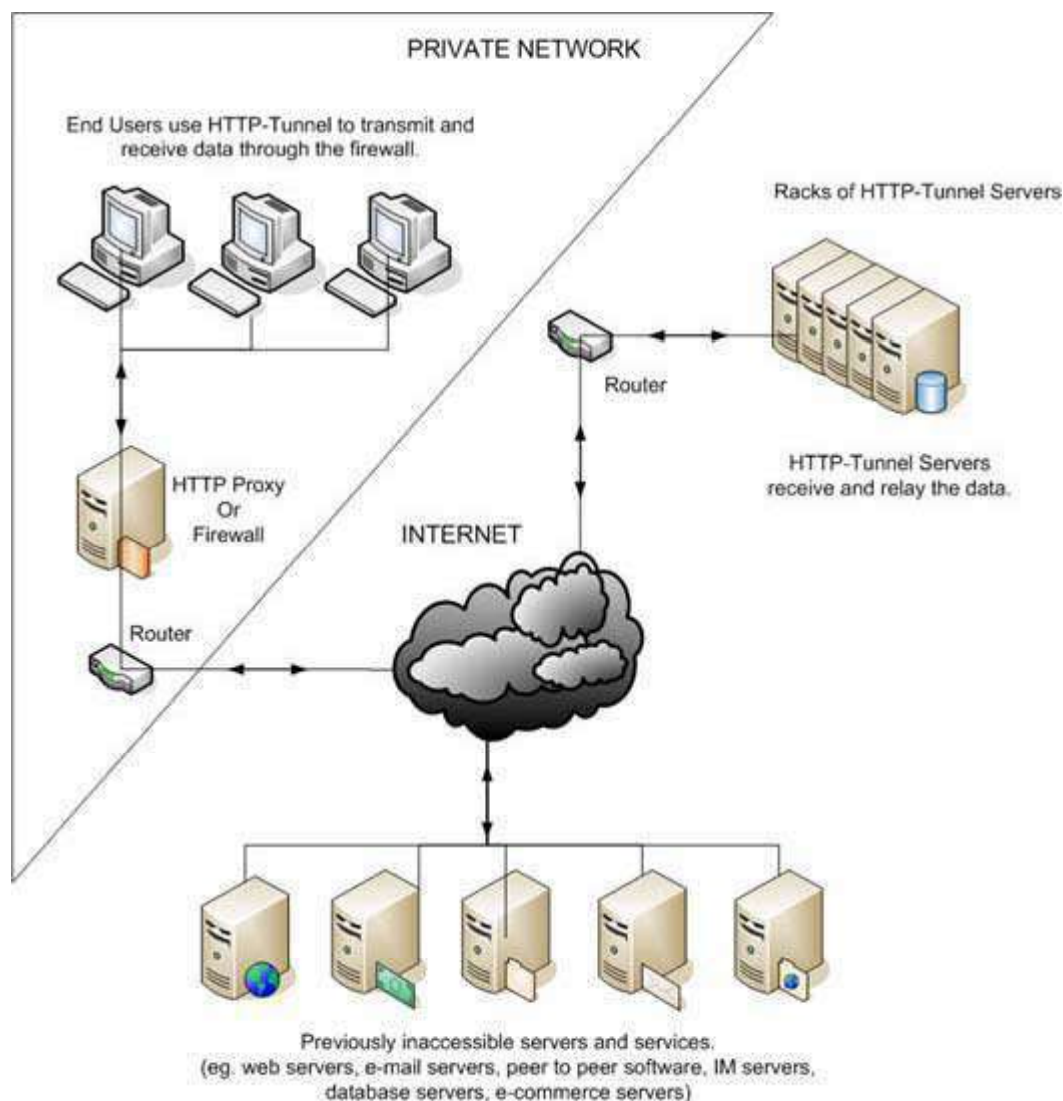 PRIVATE NETWORK
End Users use HTTP-Tunnel to transmit and
receive data through the firewall.
Racks of HTTP-Tunnel Servers
Router
HTTP-Tunnel Servers
receive and relay the data.
HTTP Proxy
Or
Firewall
INTERNET
Router
Previously inaccessible servers and services.
(eg. web servers, e-mail servers, peer to peer software, IM servers,
database servers, e-commerce servers)